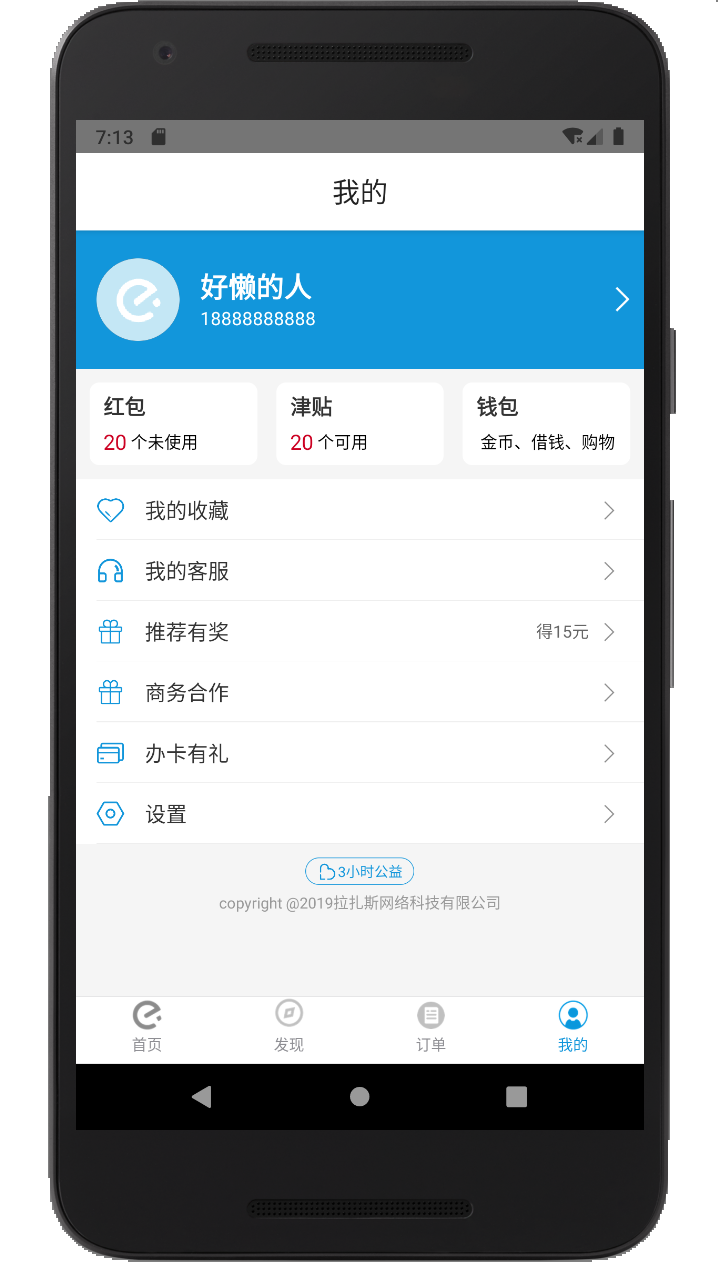 7:13
我的
好懒的人
18888888888
红包
20 个未使用
津贴
20 个可用
钱包
金币、借钱、购物
我的收藏
我的客服
推荐有奖 得15元
商务合作
办卡有礼
设置
3小时公益
copyright @2019拉扎斯网络科技有限公司
首页 发现 订单 我的